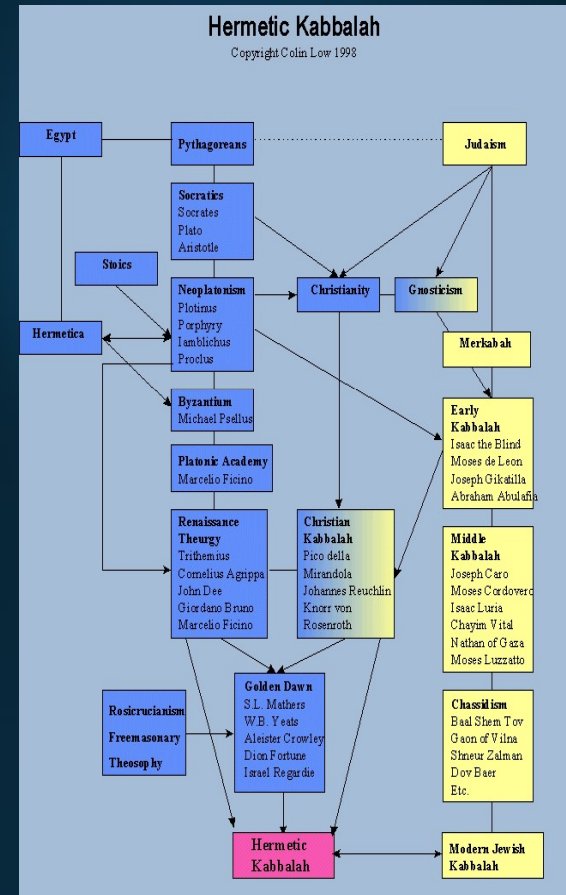 Hermetic Kabbalah
Copyright Colin Low 1998
Egypt
Pythagoreans
Judaism
Socratics
Socrates
Plato
Aristotle
Stoics
Neoplatonism
Plotinus
Porphyry
Iamblichus
Proclus
Christianity
Gnosticism
Hermetica
Merkabah
Byzantium
Michael Psellus
Early
Kabbalah
Isaac the Blind
Moses de Leon
Joseph Gikatilla
Abraham Abulafia
Platonic Academy
Marcelio Ficino
Renaissance
Theurgy
Trithemius
Cornelius Agrippa
John Dee
Giordano Bruno
Marcelio Ficino
Christian
Kabbalah
Pico della
Mirandola
Johannes Reuchlin
Knorr von
Rosenroth
Middle
Kabbalah
Joseph Caro
Moses Cordovero
Isaac Luria
Chayim Vital
Nathan of Gaza
Moses Luzzatto
Golden Dawn
S.L. Mathers
W.B. Yeats
Aleister Crowley
Dion Fortune
Israel Regardie
Rosicrucianism
Freemasonary
Theosophy
Chassidism
Baal Shem Tov
Gaon of Vilna
Shneur Zalman
Dov Baer
Etc.
Hermetic
Kabbalah
Modern Jewish
Kabbalah